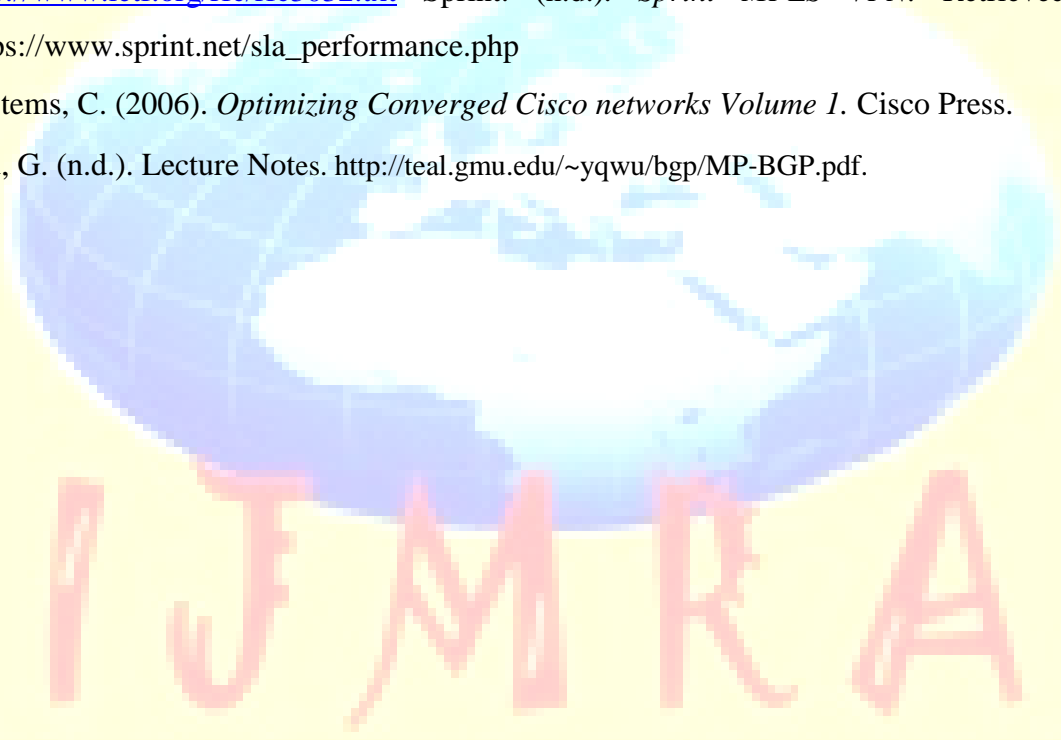 (n.d.). Sprint MPLS VPN. Retrieved
ps://www.sprint.net/sla_performance.php
tems, C. (2006). Optimizing Converged Cisco networks Volume 1. Cisco Press.
, G. (n.d.). Lecture Notes. http://teal.gmu.edu/~yqwu/bgp/MP-BGP.pdf.
IJMRA